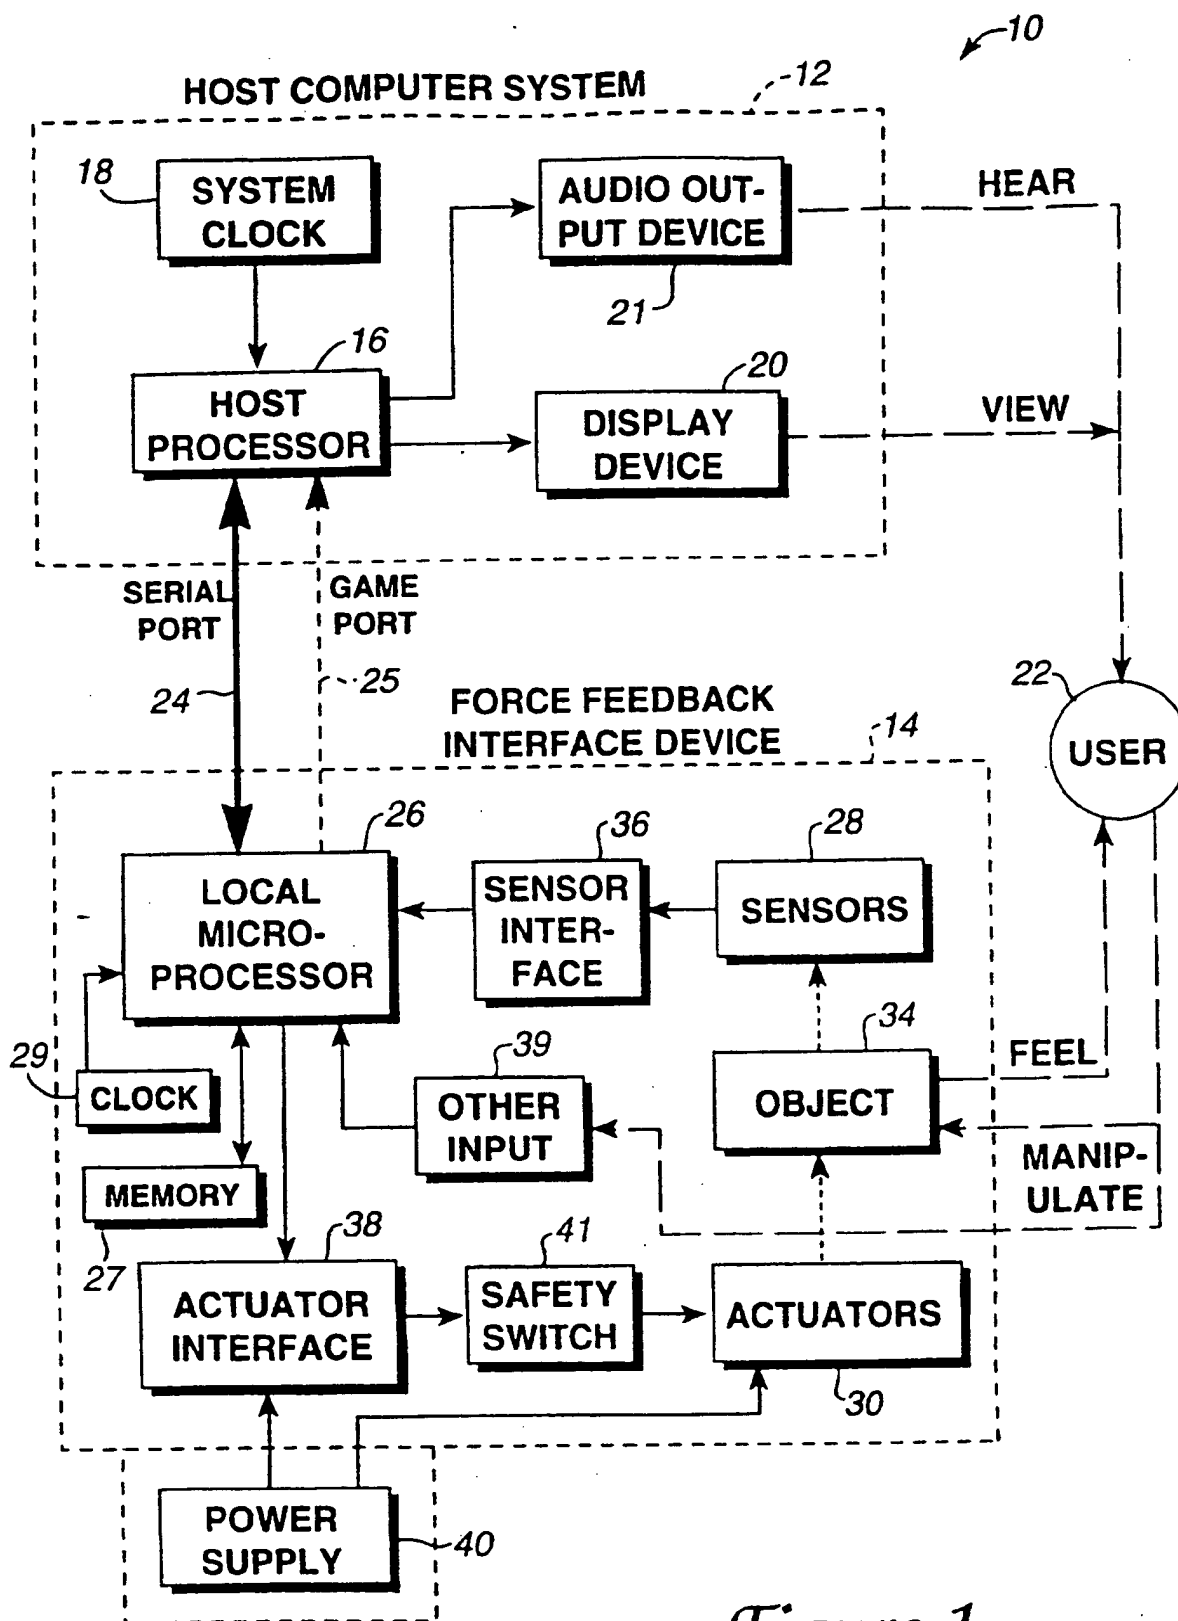 10
HOST COMPUTER SYSTEM
12
18
SYSTEM
CLOCK
AUDIO OUT-
PUT DEVICE
HEAR
21
16
HOST
PROCESSOR
20
DISPLAY
DEVICE
VIEW
SERIAL
PORT
GAME
PORT
24
25
FORCE FEEDBACK
INTERFACE DEVICE
14
22
USER
26
LOCAL
MICRO-
PROCESSOR
36
SENSOR
INTER-
FACE
28
SENSORS
29
CLOCK
39
OTHER
INPUT
34
OBJECT
FEEL
MANIP-
ULATE
MEMORY
27
38
ACTUATOR
INTERFACE
41
SAFETY
SWITCH
ACTUATORS
30
POWER
SUPPLY
40
Figure 1